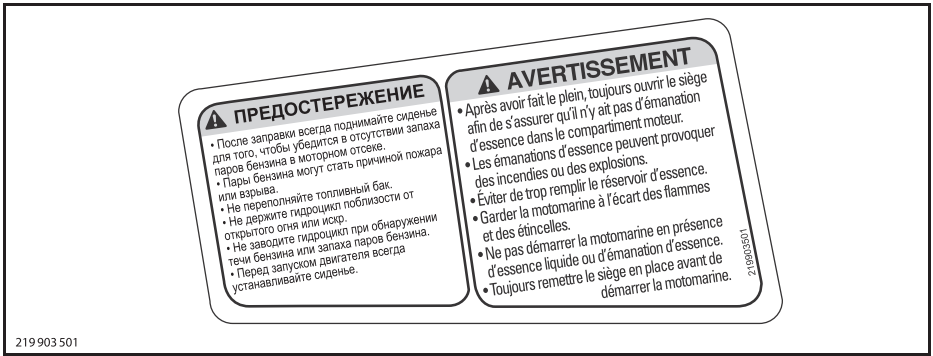 ПРЕДОСТЕРЕЖЕНИЕ
• После заправки всегда поднимайте сиденье
для того, чтобы убедится в отсутствии запаха
паров бензина в моторном отсеке.
• Пары бензина могут стать причиной пожара
или взрыва.
• Не переполняйте топливный бак.
• Не держите гидроцикл поблизости от
открытого огня или искр.
• Не заводите гидроцикл при обнаружении
течи бензина или запаха паров бензина.
• Перед запуском двигателя всегда
устанавливайте сиденье.
AVERTISSEMENT
• Après avoir fait le plein, toujours ouvrir le siège
afin de s'assurer qu'il n'y ait pas d'émanation
d'essence dans le compartiment moteur.
• Les émanations d'essence peuvent provoquer
des incendies ou des explosions.
• Éviter de trop remplir le réservoir d'essence.
• Garder la motomarine à l'écart des flammes
et des étincelles.
• Ne pas démarrer la motomarine en présence
d'essence liquide ou d'émanation d'essence.
• Toujours remettre le siège en place avant de
démarrer la motomarine.
219903501
219 903 501